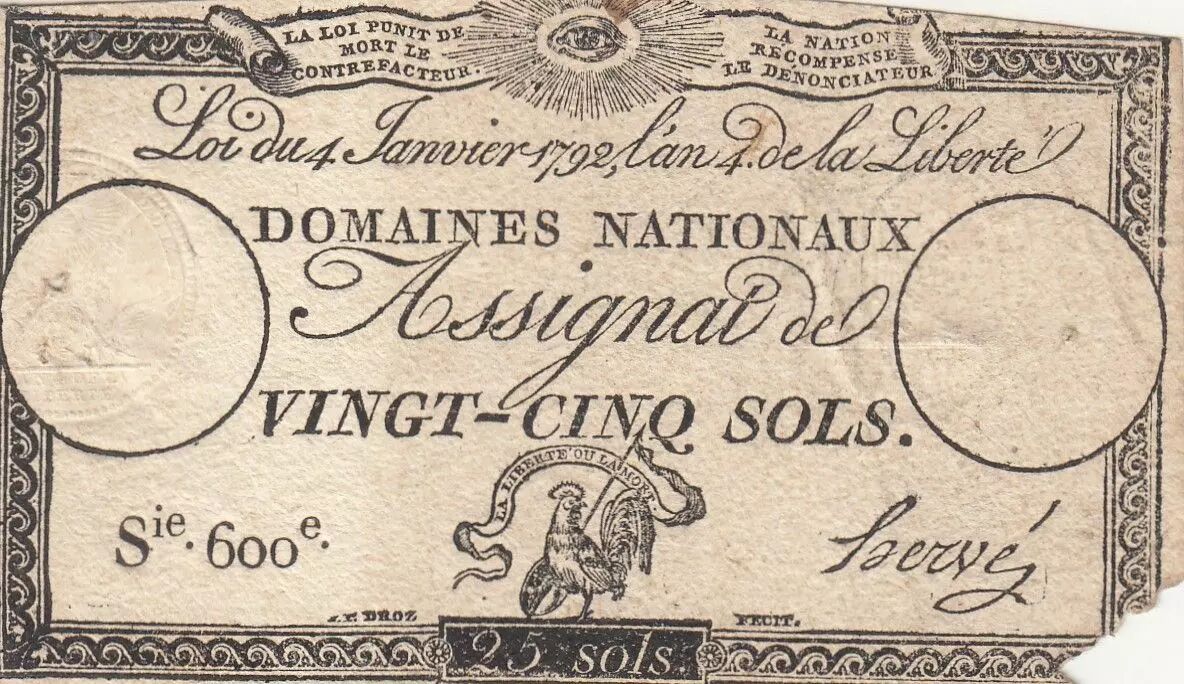 LA LOI PUNIT DE
MORT LE
CONTREFACTEUR.
LA NATION
RECOMPENSE
LE DENONCIATEUR
Loi du 4 Janvier 1792, l'an 4. de la Liberté
DOMAINES NATIONAUX
Assignat de
VINGT-CINQ SOLS.
LA LIBERTÉ OU LA MORT
Sie. 600e.
hervé
DROZ
FECIT.
25 sols